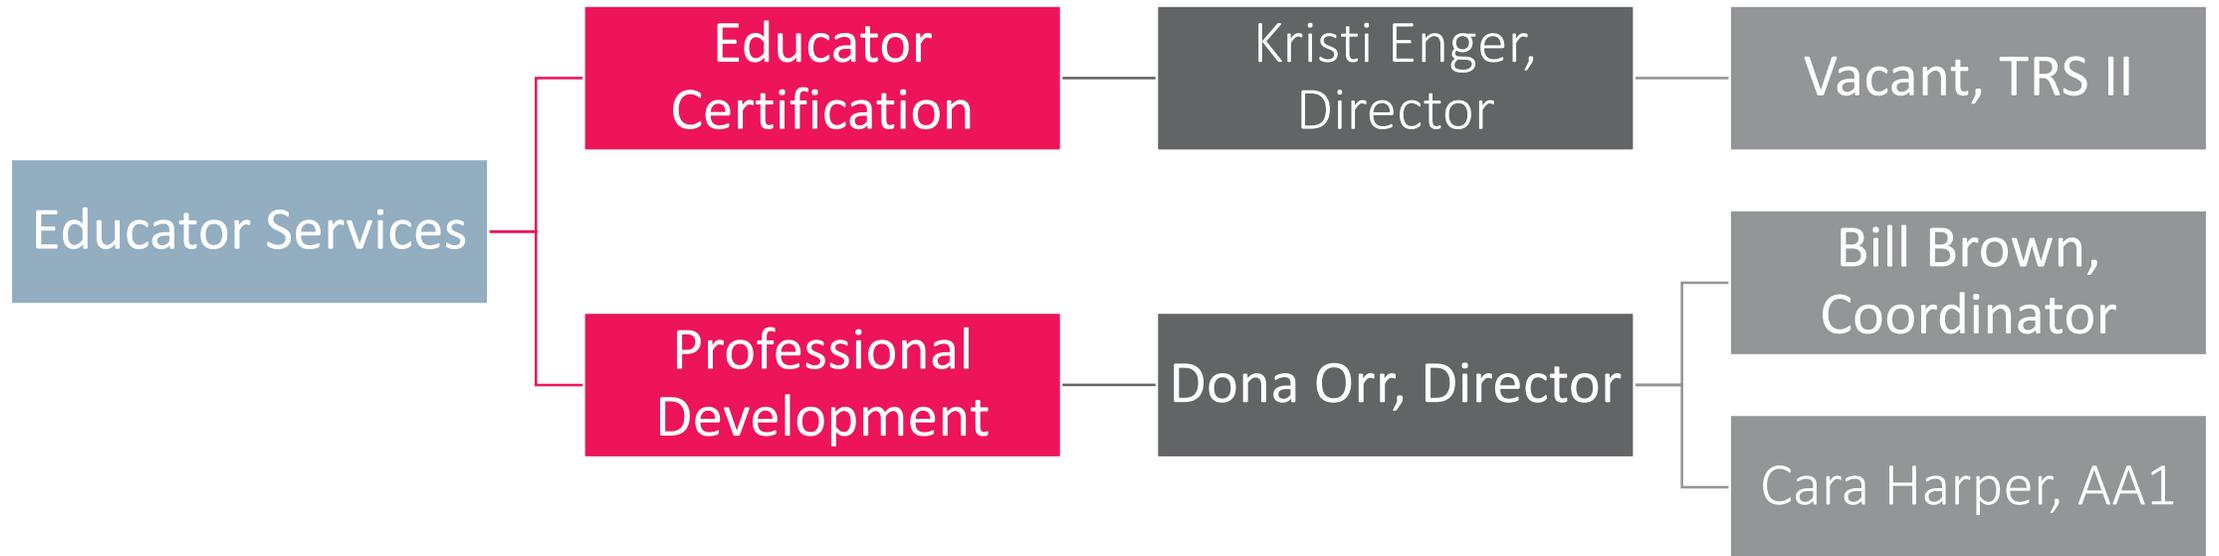 Educator Services
Educator
Certification
Kristi Enger,
Director
Vacant, TRS II
Professional
Development
Dona Orr, Director
Bill Brown,
Coordinator
Cara Harper, AA1